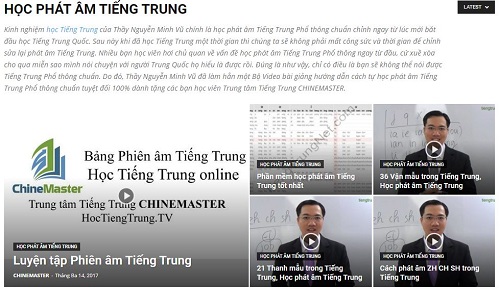 HỌC PHÁT ÂM TIẾNG TRUNG
LATEST
Kinh nghiệm học Tiếng Trung của Thầy Nguyễn Minh Vũ chính là học phát âm Tiếng Trung Phổ thông chuẩn chỉnh ngay từ lúc mới bắt
đầu học Tiếng Trung Quốc. Sau này khi đã học Tiếng Trung một thời gian thì chúng ta sẽ không phải mất công sức và thời gian để chỉnh
sửa lại phát âm Tiếng Trung. Nhiều bạn học viên hơi chủ quan về vấn đề học phát âm Tiếng Trung Phổ thông ngay từ đầu, cứ xuề xòa
cho qua miễn sao mình nói chuyện với người Trung Quốc họ hiểu là được rồi. Đúng là như vậy, chỉ có điều là bạn sẽ không thể nói được
Tiếng Trung Phổ thông chuẩn. Do đó, Thầy Nguyễn Minh Vũ đã làm hẳn một Bộ Video bài giảng hướng dẫn cách tự học phát âm Tiếng
Trung Phổ thông chuẩn tuyệt đối 100% dành tặng các bạn học viên Trung tâm Tiếng Trung CHINEMASTER.
Bảng Phiên âm Tiếng Trung
Học Tiếng Trung online
ChineMaster
Trung tâm Tiếng Trung CHINEMASTER
HocTiengTrung.TV
HỌC PHÁT ÂM TIẾNG TRUNG
Luyện tập Phiên âm Tiếng Trung
CHINEMASTER - Tháng Ba 14, 2017
HỌC PHÁT ÂM TIẾNG TRUNG
Phần mềm học phát âm Tiếng
Trung tốt nhất
HỌC PHÁT ÂM TIẾNG TRUNG
36 Vận mẫu trong Tiếng Trung,
Học phát âm Tiếng Trung
HỌC PHÁT ÂM TIẾNG TRUNG
21 Thanh mẫu trong Tiếng
Trung, Học phát âm Tiếng Trung
HỌC PHÁT ÂM TIẾNG TRUNG
Cách phát âm ZH CH SH trong
Tiếng Trung